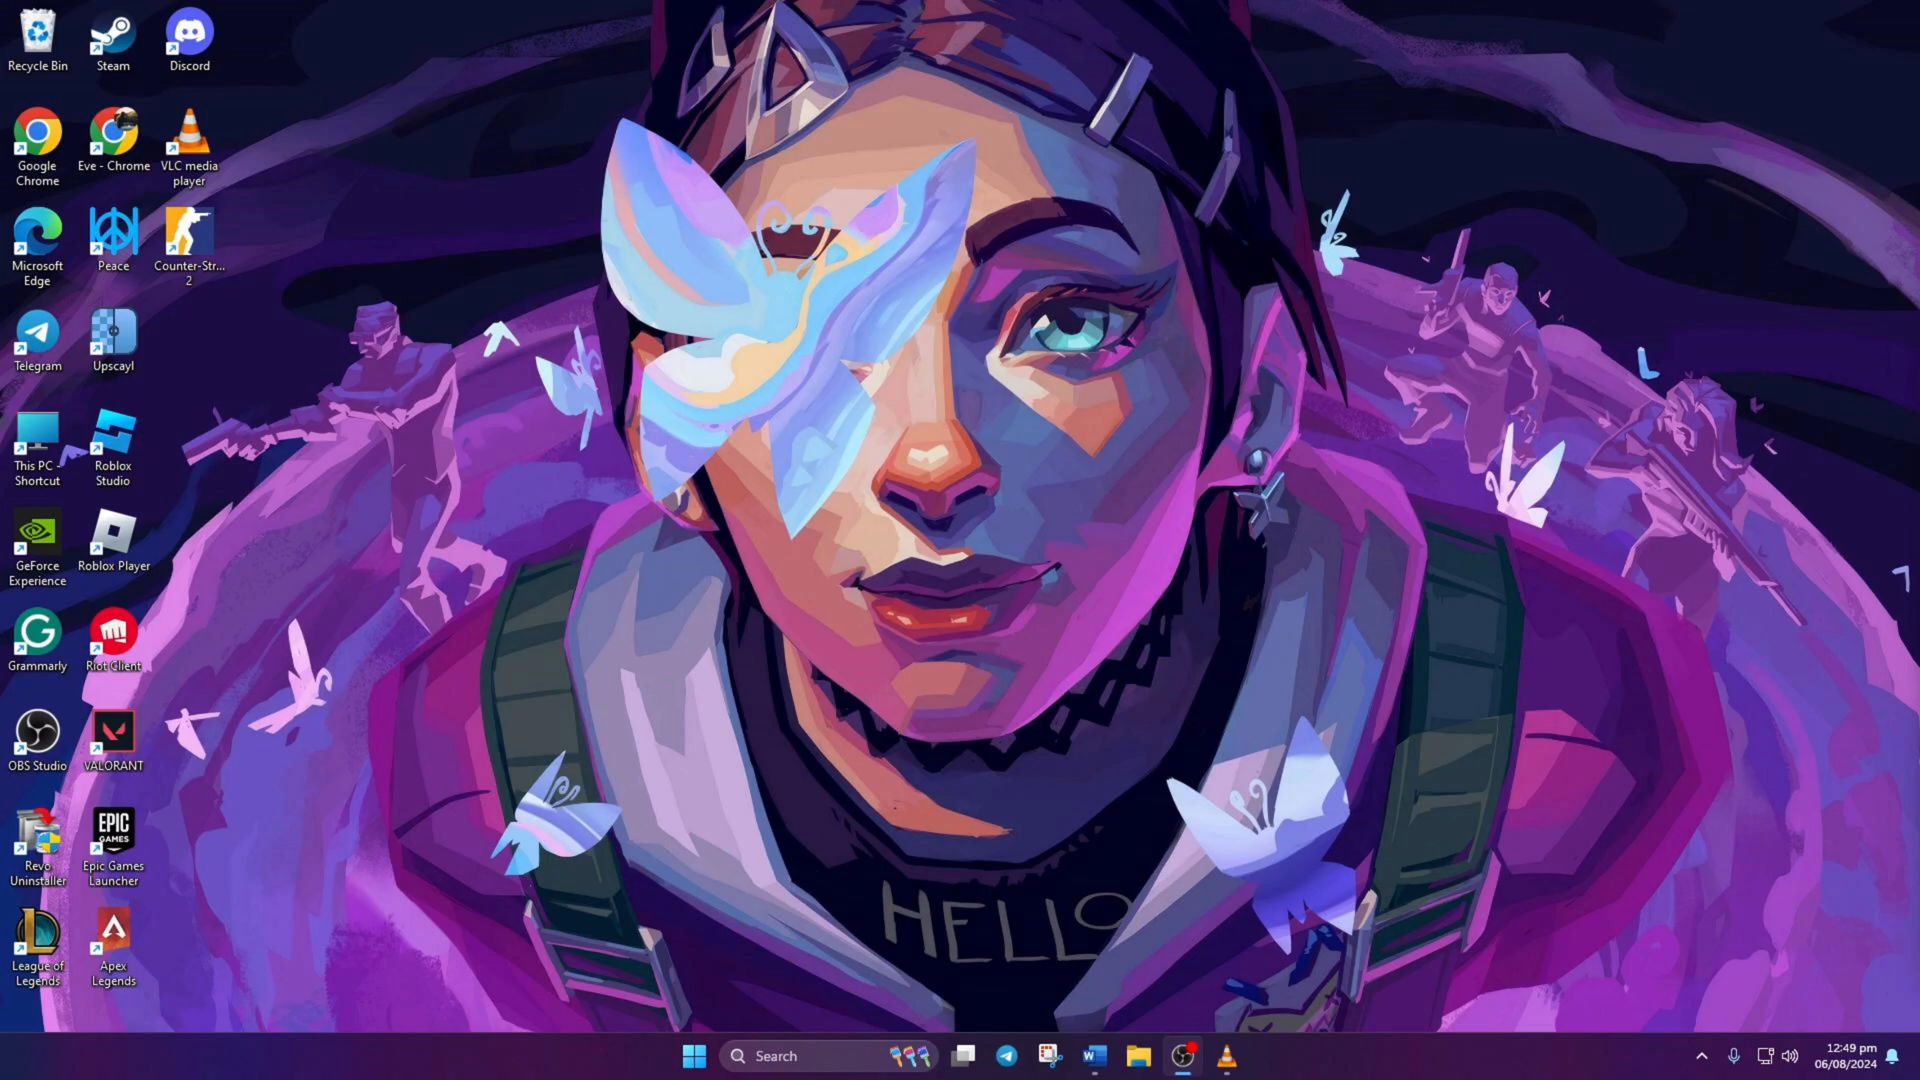 Recycle Bin
Steam
Discord
Google
Chrome
Eve - Chrome
VLC media
player
Microsoft
Edge
Peace
Counter-Str...
2
Telegram
Upscayl
This PC -
Shortcut
Roblox
Studio
GeForce
Experience
Roblox Player
Grammarly
Riot Client
OBS Studio
VALORANT
Revo
Uninstaller
EPIC
GAMES
Epic Games
Launcher
League of
Legends
Apex
Legends
HELLO
Search
12:49 pm
06/08/2024